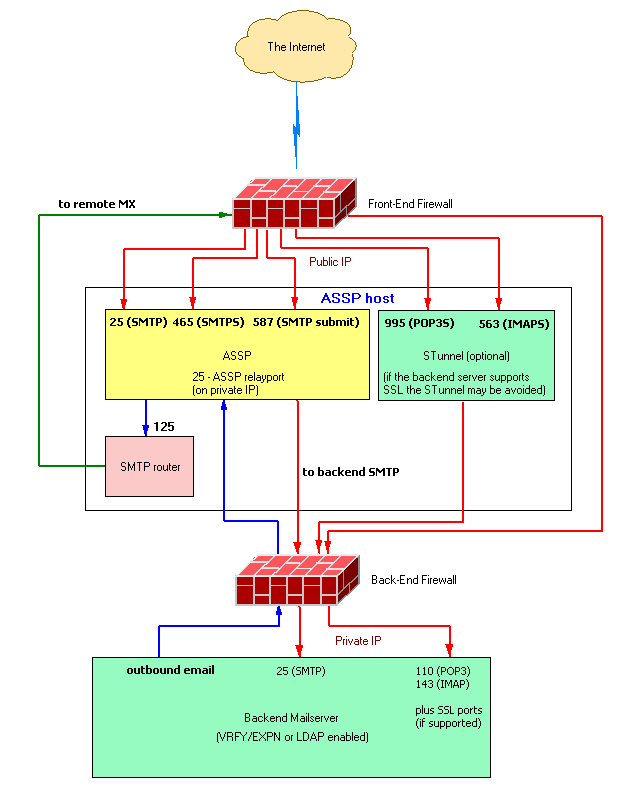 The Internet
to remote MX
Front-End Firewall
Public IP
ASSP host
25 (SMTP) 465 (SMTPS) 587 (SMTP submit)
995 (POP3S) 563 (IMAPS)
ASSP
25 - ASSP relayport
(on private IP)
STunnel (optional)
(if the backend server supports
SSL the STunnel may be avoided)
125
SMTP router
to backend SMTP
Back-End Firewall
Private IP
outbound email
25 (SMTP)
110 (POP3)
143 (IMAP)
plus SSL ports
(if supported)
Backend Mailserver
(VRFY/EXPN or LDAP enabled)